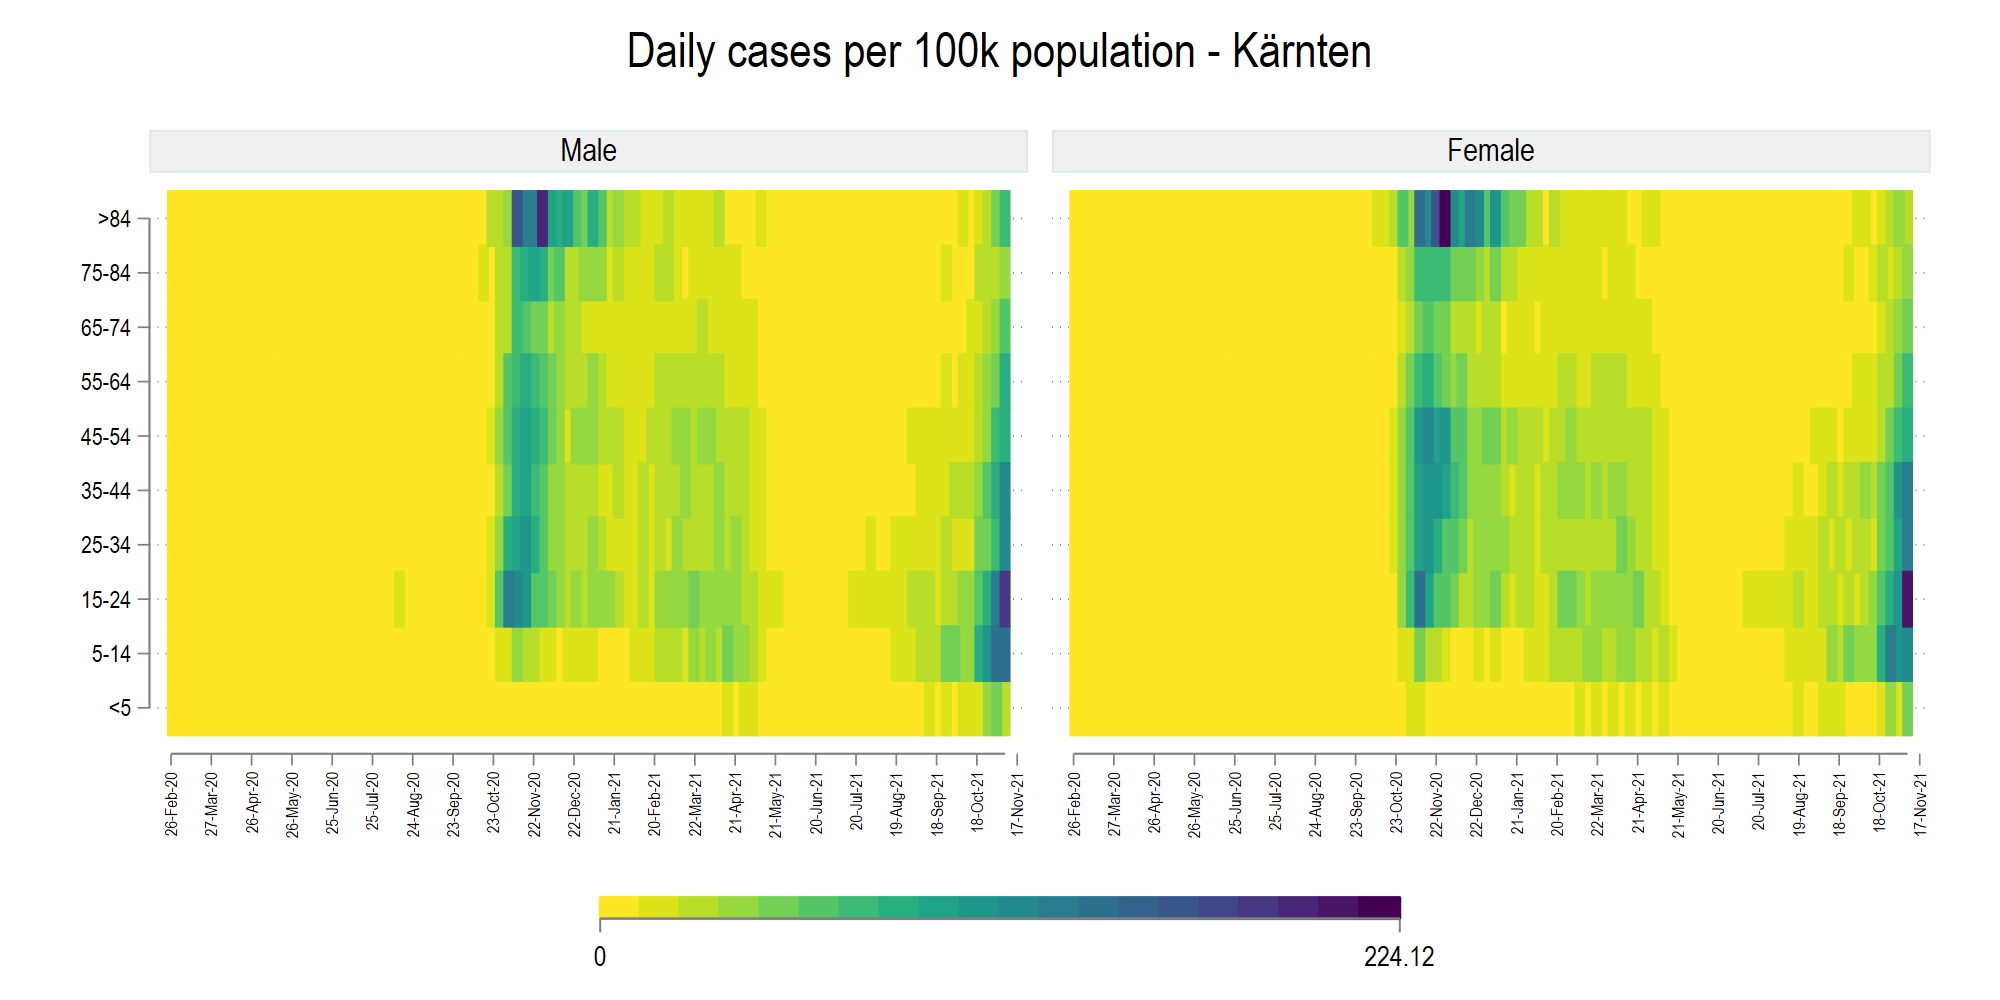 Daily cases per 100k population - Kärnten
Male
Female
>84
75-84
65-74
55-64
45-54
35-44
25-34
15-24
5-14
<5
26-Feb-20
27-Mar-20
26-Apr-20
26-May-20
25-Jun-20
25-Jul-20
24-Aug-20
23-Sep-20
23-Oct-20
22-Nov-20
22-Dec-20
21-Jan-21
20-Feb-21
22-Mar-21
21-Apr-21
21-May-21
20-Jun-21
20-Jul-21
19-Aug-21
18-Sep-21
18-Oct-21
17-Nov-21
26-Feb-20
27-Mar-20
26-Apr-20
26-May-20
25-Jun-20
25-Jul-20
24-Aug-20
23-Sep-20
23-Oct-20
22-Nov-20
22-Dec-20
21-Jan-21
20-Feb-21
22-Mar-21
21-Apr-21
21-May-21
20-Jun-21
20-Jul-21
19-Aug-21
18-Sep-21
18-Oct-21
17-Nov-21
0
224.12